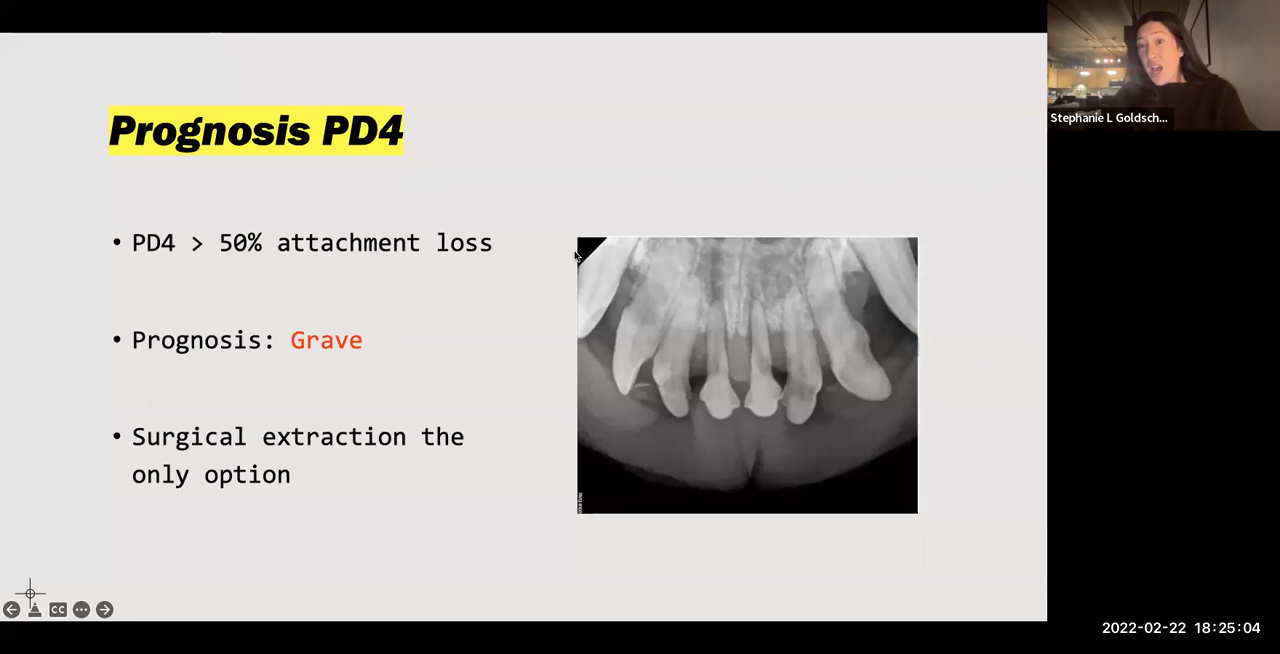 Prognosis PD4
• PD4 > 50% attachment loss
• Prognosis: Grave
• Surgical extraction the
only option
CC
Stephanie L Goldsch...
2022-02-22 18:25:04